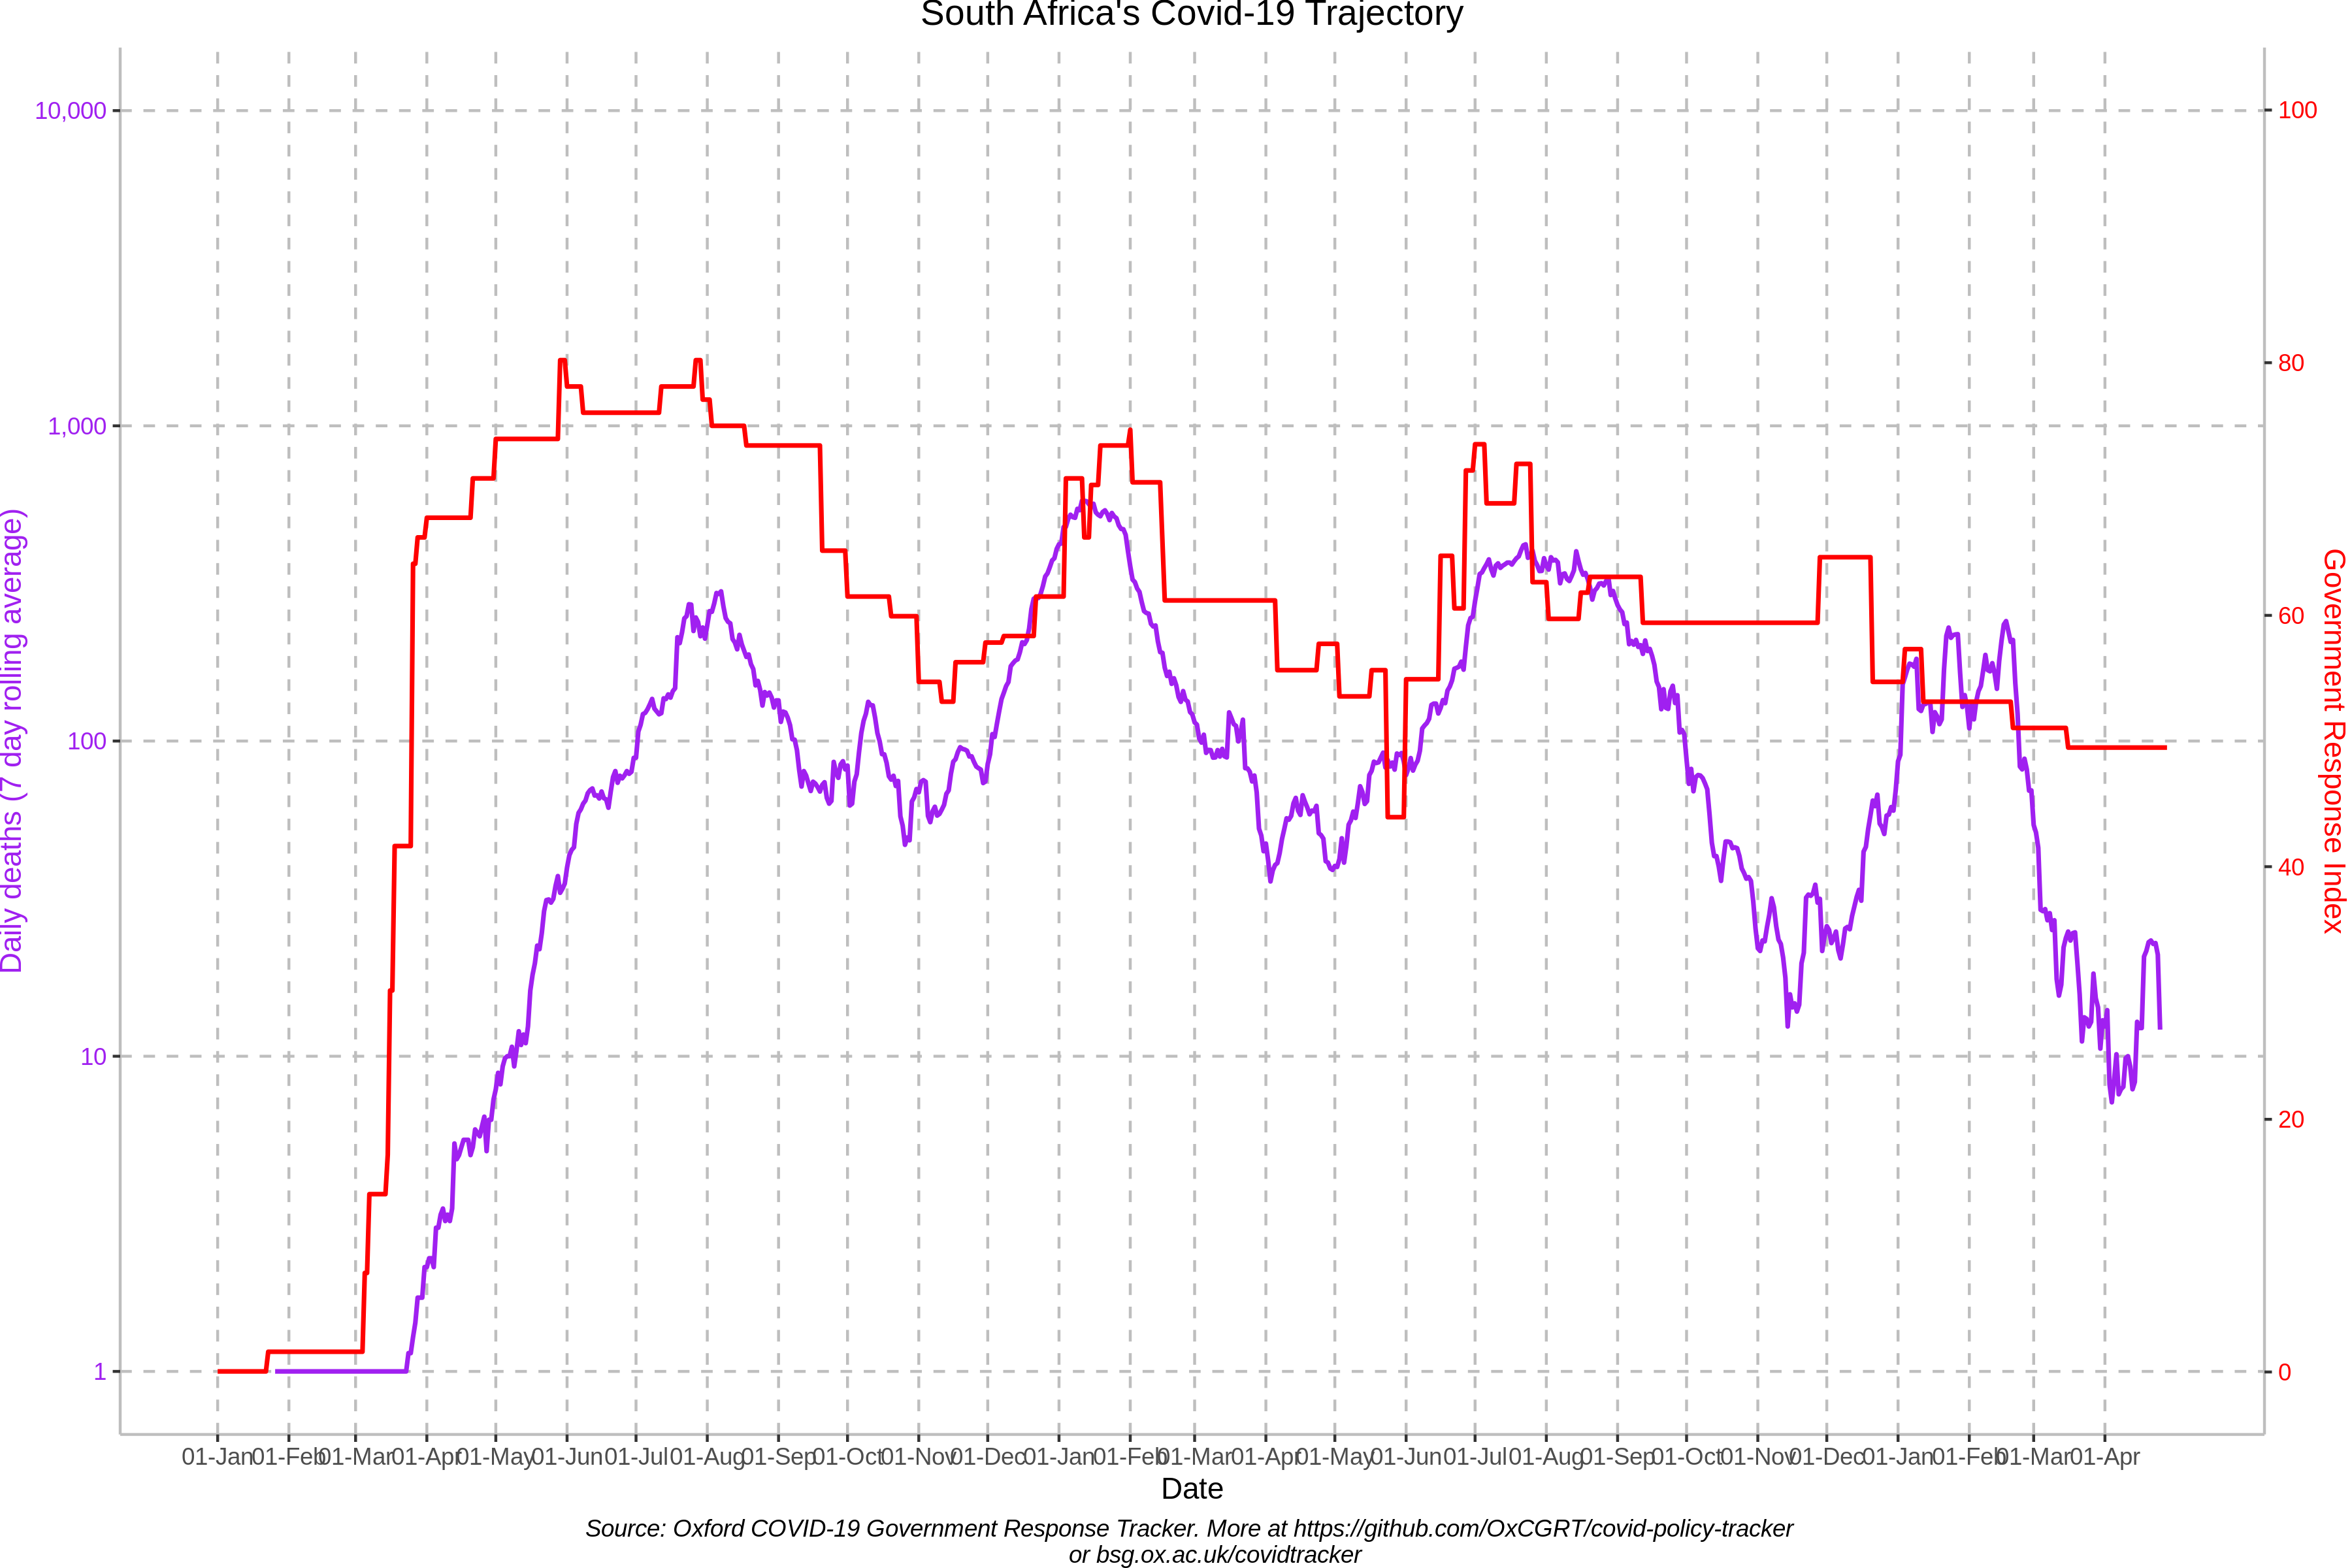 South Africa's Covid-19 Trajectory
10,000
1,000
100
10
1
Daily deaths (7 day rolling average)
100
80
60
40
20
0
Government Response Index
01-Jan 01-Feb 01-Mar 01-Apr 01-May 01-Jun 01-Jul 01-Aug 01-Sep 01-Oct 01-Nov 01-Dec 01-Jan 01-Feb 01-Mar 01-Apr 01-May 01-Jun 01-Jul 01-Aug 01-Sep 01-Oct 01-Nov 01-Dec 01-Jan 01-Feb 01-Mar 01-Apr
Date
Source: Oxford COVID-19 Government Response Tracker. More at https://github.com/OxCGRT/covid-policy-tracker
or bsg.ox.ac.uk/covidtracker